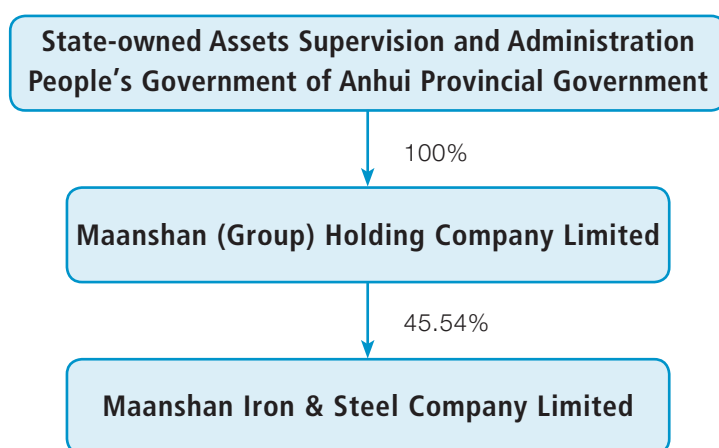 State-owned Assets Supervision and Administration
People’s Government of Anhui Provincial Government
100%
Maanshan (Group) Holding Company Limited
45.54%
Maanshan Iron & Steel Company Limited